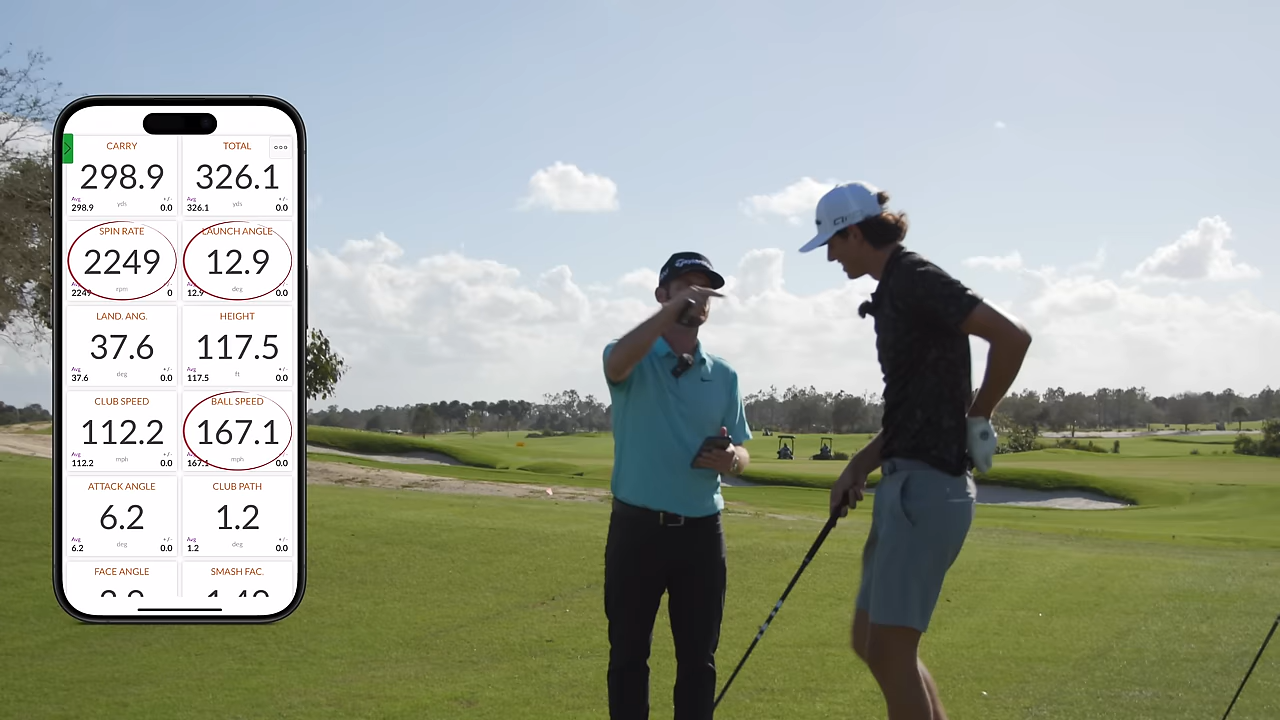 CARRY
298.9
yds
Avg
298.9
+/-
0.0
TOTAL
326.1
yds
Avg
326.1
+/-
0.0
SPIN RATE
2249
rpm
2249
0
LAUNCH ANGLE
12.9
deg
12.9
0.0
LAND. ANG.
37.6
deg
Avg
37.6
+/-
0.0
HEIGHT
117.5
ft
Avg
117.5
+/-
0.0
CLUB SPEED
112.2
mph
Avg
112.2
+/-
0.0
BALL SPEED
167.1
mph
167.1
0.0
ATTACK ANGLE
6.2
deg
Avg
6.2
+/-
0.0
CLUB PATH
1.2
deg
Avg
1.2
+/-
0.0
FACE ANGLE
SMASH FAC.
TaylorMade